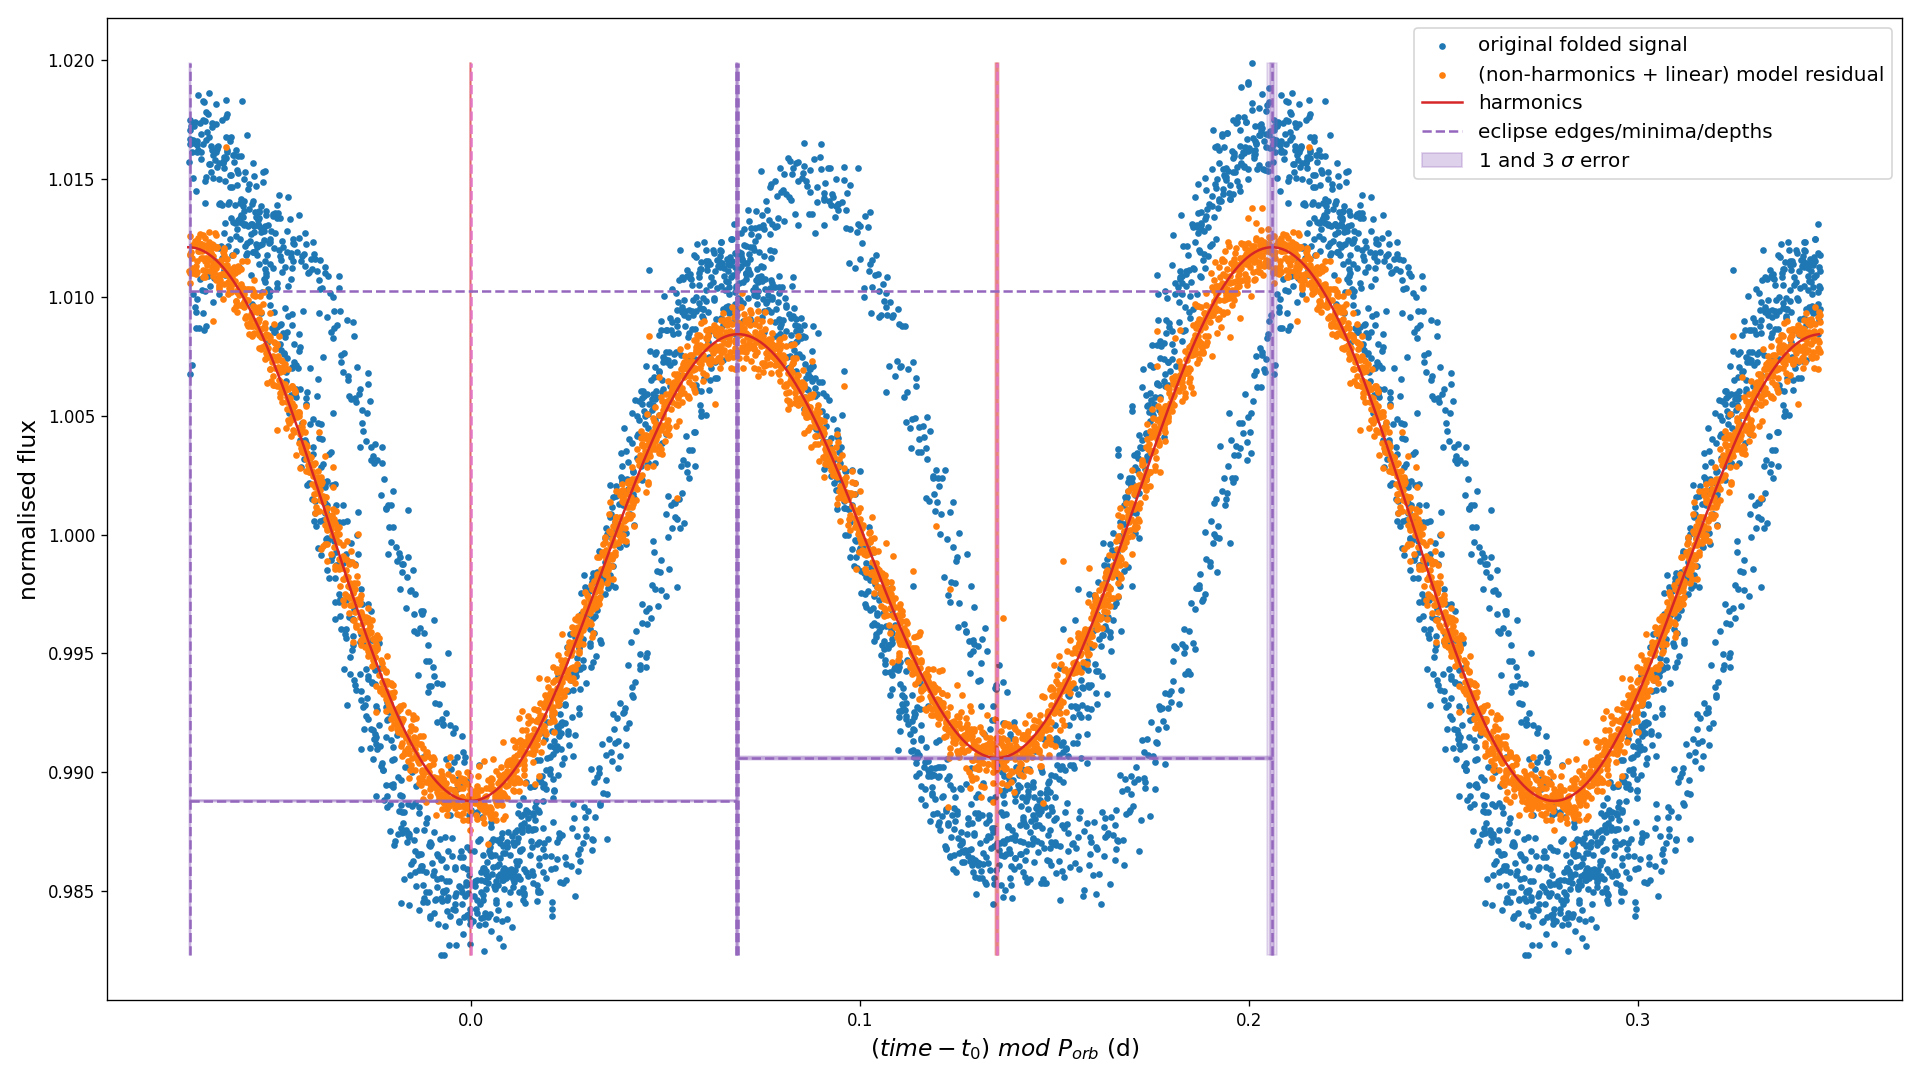 original folded signal
(non-harmonics + linear) model residual
harmonics
eclipse edges/minima/depths
1 and 3 σ error
1.020
1.015
1.010
1.005
1.000
0.995
0.990
0.985
normalised flux
0.0 0.1 0.2 0.3
(time − t₀) mod Pₒᵣb (d)